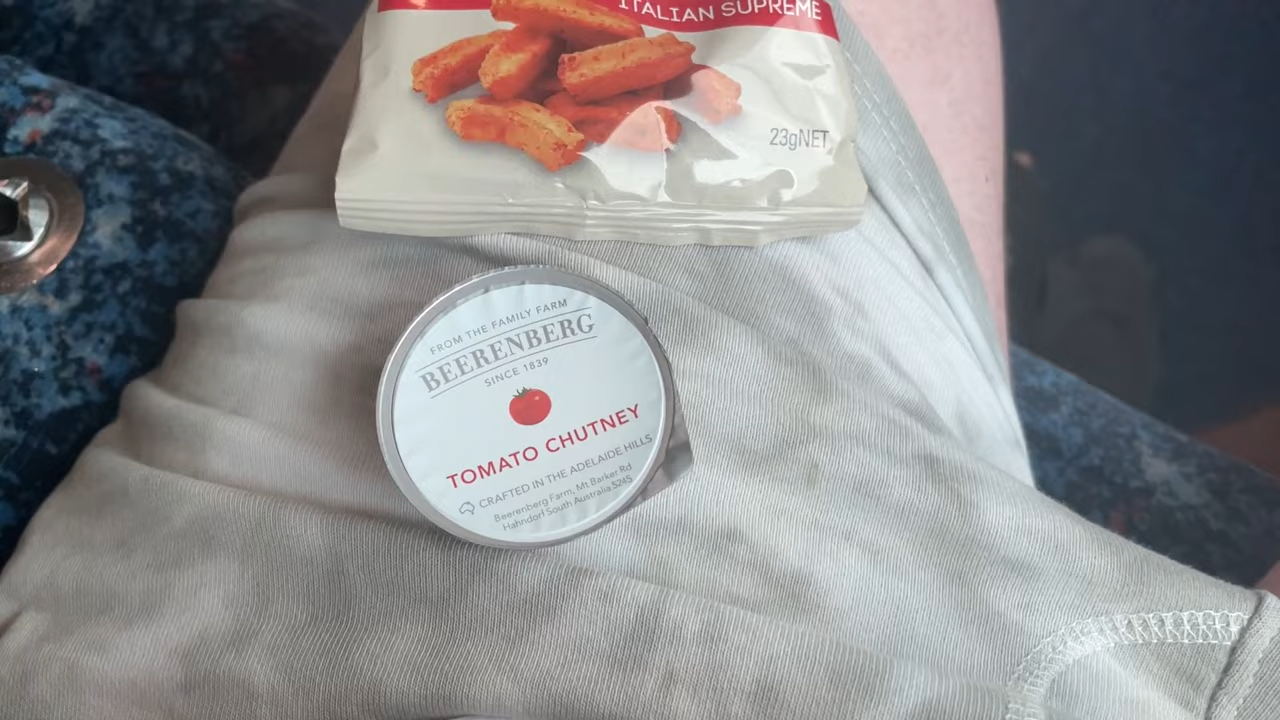 ITALIAN SUPREME
23gNET
FROM THE FAMILY FARM
BEERENBERG
SINCE 1839
TOMATO CHUTNEY
CRAFTED IN THE ADELAIDE HILLS
Beerenberg Farm, Mt Barker Rd
Hahndorf South Australia 5245